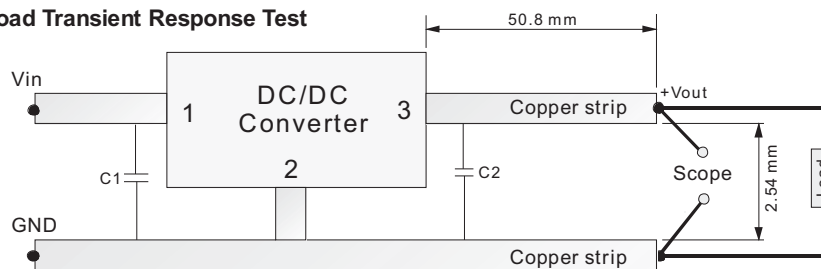 oad Transient Response Test
50.8 mm
Vin
DC/DC
Converter
1
3
2
Copper strip
+Vout
C1
C2
Scope
2.54 mm
GND
Copper strip